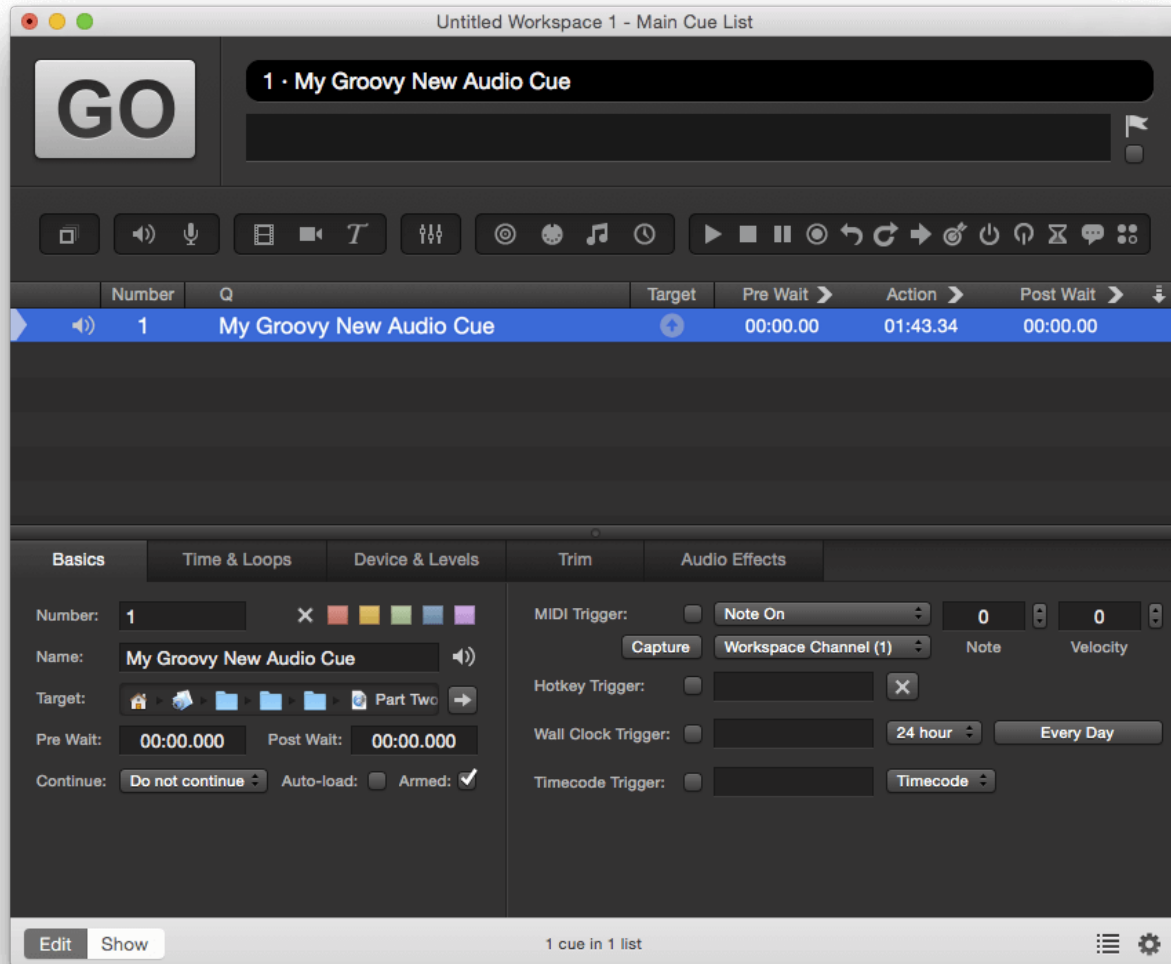 Untitled Workspace 1 - Main Cue List
GO
1 · My Groovy New Audio Cue
T
Number Q Target Pre Wait Action Post Wait
1 My Groovy New Audio Cue 00:00.00 01:43.34 00:00.00
Basics Time & Loops Device & Levels Trim Audio Effects
Number: 1
Name: My Groovy New Audio Cue
Target: Part Two
Pre Wait: 00:00.000 Post Wait: 00:00.000
Continue: Do not continue Auto-load: Armed:
MIDI Trigger: Note On 0 0
Capture Workspace Channel (1) Note Velocity
Hotkey Trigger:
Wall Clock Trigger: 24 hour Every Day
Timecode Trigger: Timecode
Edit Show 1 cue in 1 list